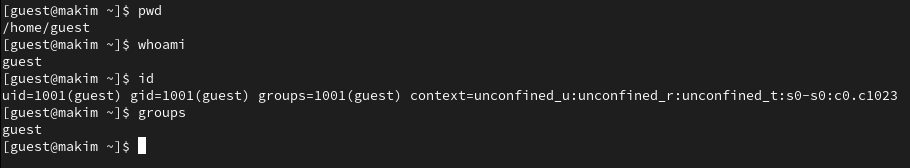 [guest@makim ~]$ pwd
/home/guest
[guest@makim ~]$ whoami
guest
[guest@makim ~]$ id
uid=1001(guest) gid=1001(guest) groups=1001(guest) context=unconfined_u:unconfined_r:unconfined_t:s0-s0:c0.c1023
[guest@makim ~]$ groups
guest
[guest@makim ~]$